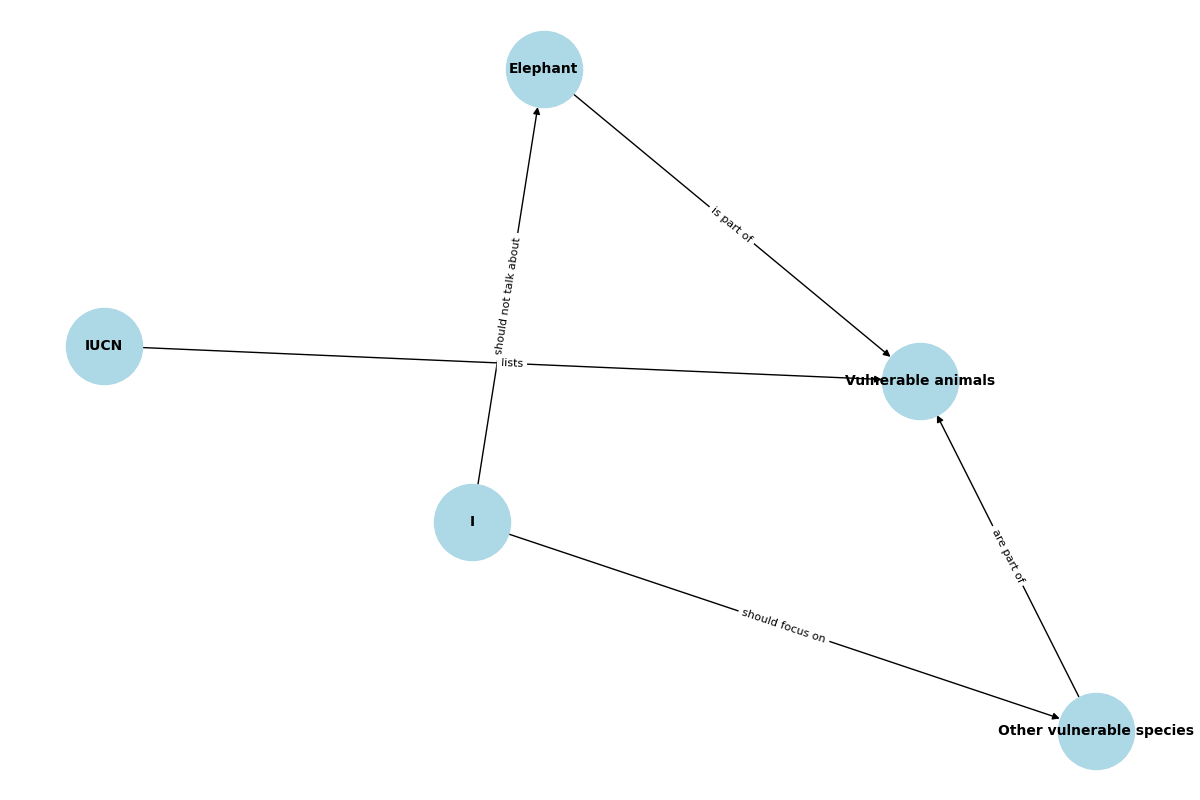 Elephant
is part of
should not talk about
IUCN
lists
Vulnerable animals
I
are part of
should focus on
Other vulnerable species